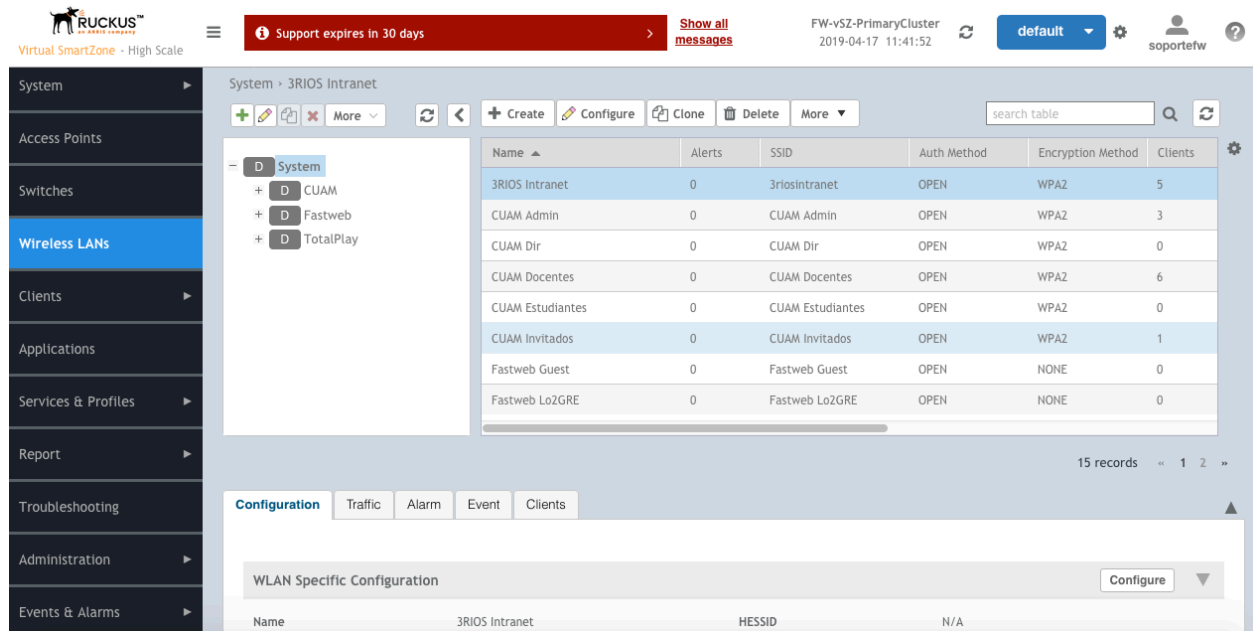 RUCKUS™
an ARRIS company
Virtual SmartZone - High Scale
Support expires in 30 days
Show all
messages
FW-vSZ-PrimaryCluster
2019-04-17 11:41:52
default
soportefw
System
Access Points
Switches
Wireless LANs
Clients
Applications
Services & Profiles
Report
Troubleshooting
Administration
Events & Alarms
System › 3RIOS Intranet
More
D System
D CUAM
D Fastweb
D TotalPlay
Create Configure Clone Delete More search table
Name Alerts SSID Auth Method Encryption Method Clients
3RIOS Intranet 0 3riosintranet OPEN WPA2 5
CUAM Admin 0 CUAM Admin OPEN WPA2 3
CUAM Dir 0 CUAM Dir OPEN WPA2 0
CUAM Docentes 0 CUAM Docentes OPEN WPA2 6
CUAM Estudiantes 0 CUAM Estudiantes OPEN WPA2 0
CUAM Invitados 0 CUAM Invitados OPEN WPA2 1
Fastweb Guest 0 Fastweb Guest OPEN NONE 0
Fastweb Lo2GRE 0 Fastweb Lo2GRE OPEN NONE 0
15 records « 1 2 »
Configuration Traffic Alarm Event Clients
WLAN Specific Configuration Configure
Name 3RIOS Intranet HESSID N/A